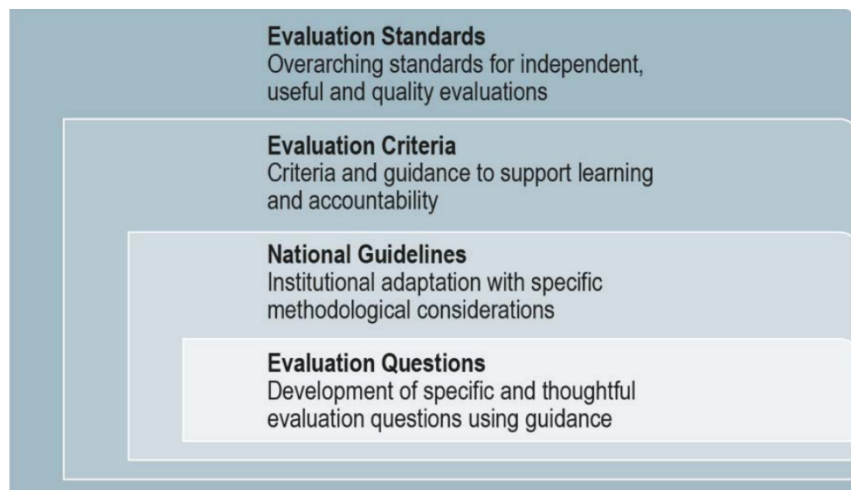 Evaluation Standards
Overarching standards for independent,
useful and quality evaluations
Evaluation Criteria
Criteria and guidance to support learning
and accountability
National Guidelines
Institutional adaptation with specific
methodological considerations
Evaluation Questions
Development of specific and thoughtful
evaluation questions using guidance